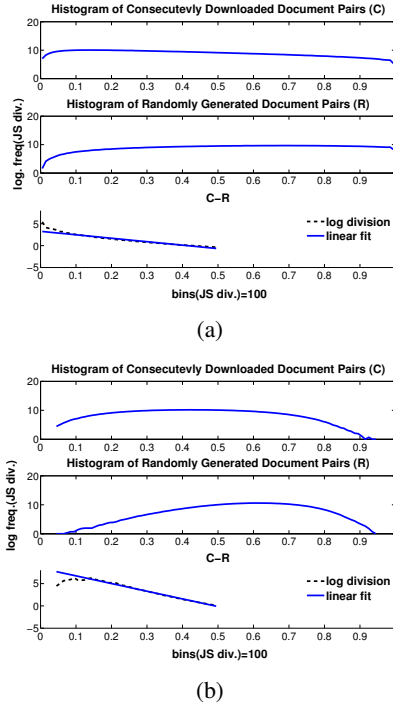 Histogram of Consecutevly Downloaded Document Pairs (C)
20
10
0
0 0.1 0.2 0.3 0.4 0.5 0.6 0.7 0.8 0.9
Histogram of Randomly Generated Document Pairs (R)
log. freq(JS div.)
20
10
0
0 0.1 0.2 0.3 0.4 0.5 0.6 0.7 0.8 0.9
C−R
5
0
−5
log division
linear fit
0 0.1 0.2 0.3 0.4 0.5 0.6 0.7 0.8 0.9
bins(JS div.)=100
(a)
Histogram of Consecutevly Downloaded Document Pairs (C)
20
10
0
0 0.1 0.2 0.3 0.4 0.5 0.6 0.7 0.8 0.9
Histogram of Randomly Generated Document Pairs (R)
log freq.(JS div.)
20
10
0
0 0.1 0.2 0.3 0.4 0.5 0.6 0.7 0.8 0.9
C−R
5
0
−5
log division
linear fit
0 0.1 0.2 0.3 0.4 0.5 0.6 0.7 0.8 0.9
bins(JS div.)=100
(b)